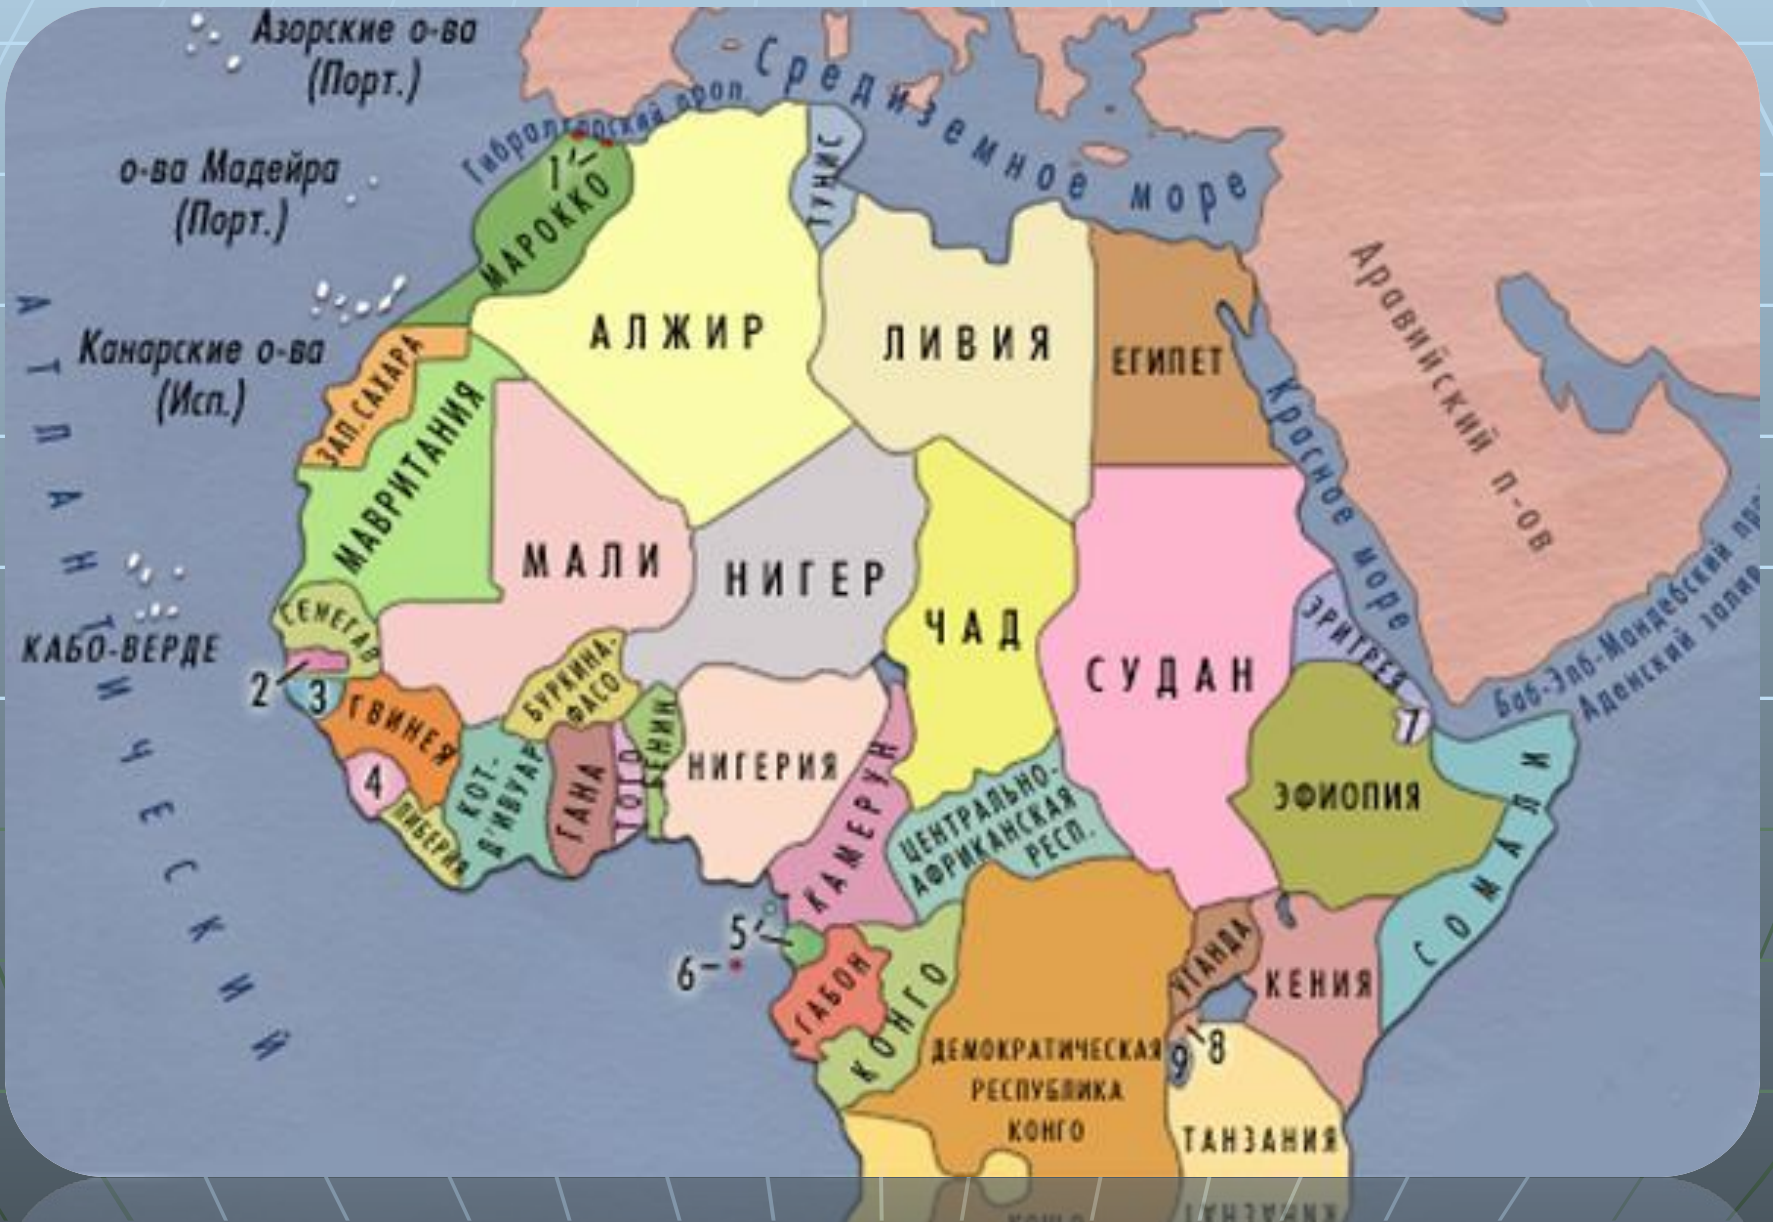 Азорские о-ва
(Порт.)
Средиземное море
Гибралтарский прол.
о-ва Мадейра
(Порт.)
1
МАРОККО
ТУНИС
АЛЖИР
ЛИВИЯ
ЕГИПЕТ
Аравийский п-ов
Канарские о-ва
(Исп.)
ЗАП. САХАРА
МАВРИТАНИЯ
Красное море
АТЛАНТИЧЕСКИЙ
МАЛИ
НИГЕР
ЧАД
СУДАН
ЭРИТРЕЯ
КАБО-ВЕРДЕ
СЕНЕГАЛ
2
3
ГВИНЕЯ
БУРКИНА-
ФАСО
БЕНИН
Баб-Эль-Мандебский
Аденский
7
4
ЛИБЕРИЯ
КОТ-
Д'ИВУАР
ГАНА
ТОГО
НИГЕРИЯ
КАМЕРУН
ЦЕНТРАЛЬНО-
АФРИКАНСКАЯ
РЕСП.
ЭФИОПИЯ
СОМАЛИ
5
6
ГАБОН
КОНГО
УГАНДА
КЕНИЯ
ДЕМОКРАТИЧЕСКАЯ
РЕСПУБЛИКА
КОНГО
9
8
ТАНЗАНИЯ